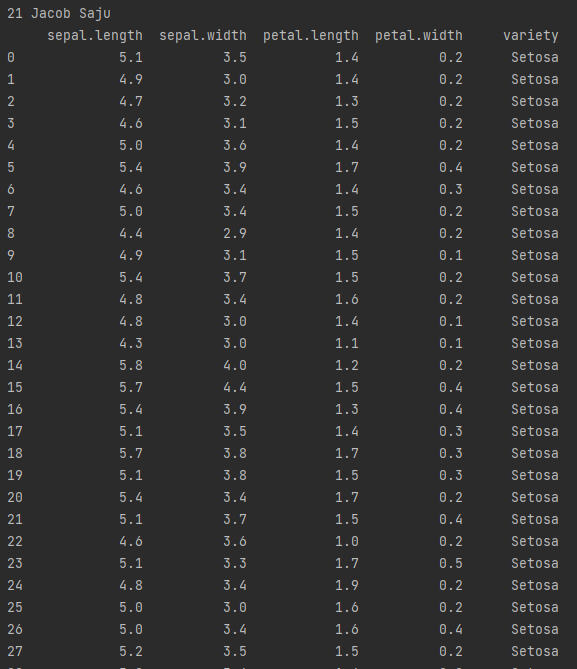 21 Jacob Saju
sepal.length sepal.width petal.length petal.width variety
0 5.1 3.5 1.4 0.2 Setosa
1 4.9 3.0 1.4 0.2 Setosa
2 4.7 3.2 1.3 0.2 Setosa
3 4.6 3.1 1.5 0.2 Setosa
4 5.0 3.6 1.4 0.2 Setosa
5 5.4 3.9 1.7 0.4 Setosa
6 4.6 3.4 1.4 0.3 Setosa
7 5.0 3.4 1.5 0.2 Setosa
8 4.4 2.9 1.4 0.2 Setosa
9 4.9 3.1 1.5 0.1 Setosa
10 5.4 3.7 1.5 0.2 Setosa
11 4.8 3.4 1.6 0.2 Setosa
12 4.8 3.0 1.4 0.1 Setosa
13 4.3 3.0 1.1 0.1 Setosa
14 5.8 4.0 1.2 0.2 Setosa
15 5.7 4.4 1.5 0.4 Setosa
16 5.4 3.9 1.3 0.4 Setosa
17 5.1 3.5 1.4 0.3 Setosa
18 5.7 3.8 1.7 0.3 Setosa
19 5.1 3.8 1.5 0.3 Setosa
20 5.4 3.4 1.7 0.2 Setosa
21 5.1 3.7 1.5 0.4 Setosa
22 4.6 3.6 1.0 0.2 Setosa
23 5.1 3.3 1.7 0.5 Setosa
24 4.8 3.4 1.9 0.2 Setosa
25 5.0 3.0 1.6 0.2 Setosa
26 5.0 3.4 1.6 0.4 Setosa
27 5.2 3.5 1.5 0.2 Setosa